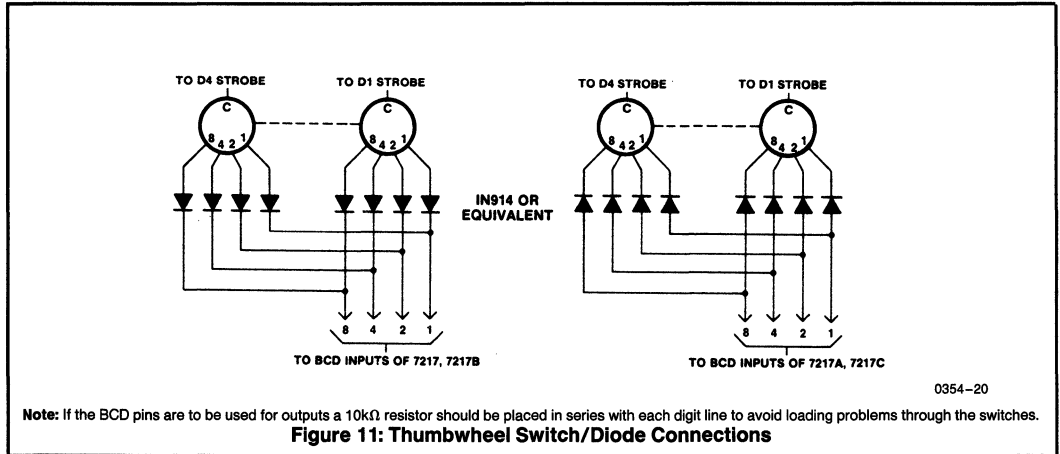 TO D4 STROBE TO D1 STROBE TO D4 STROBE TO D1 STROBE
C C C C
8 4 2 1 8 4 2 1 8 4 2 1 8 4 2 1
IN914 OR
EQUIVALENT
8 4 2 1 8 4 2 1
TO BCD INPUTS OF 7217, 7217B TO BCD INPUTS OF 7217A, 7217C
0354–20
Note: If the BCD pins are to be used for outputs a 10kΩ resistor should be placed in series with each digit line to avoid loading problems through the switches.
Figure 11: Thumbwheel Switch/Diode Connections